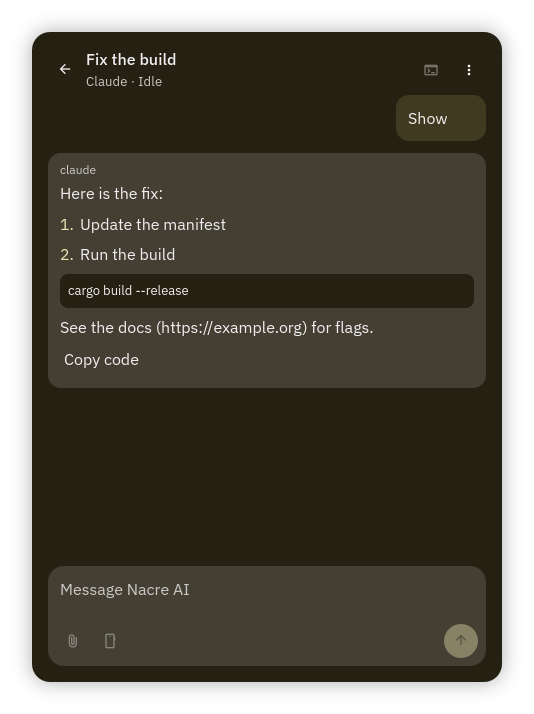 Fix the build
Claude · Idle
Show
claude
Here is the fix:
1. Update the manifest
2. Run the build
cargo build --release
See the docs (https://example.org) for flags.
Copy code
Message Nacre AI